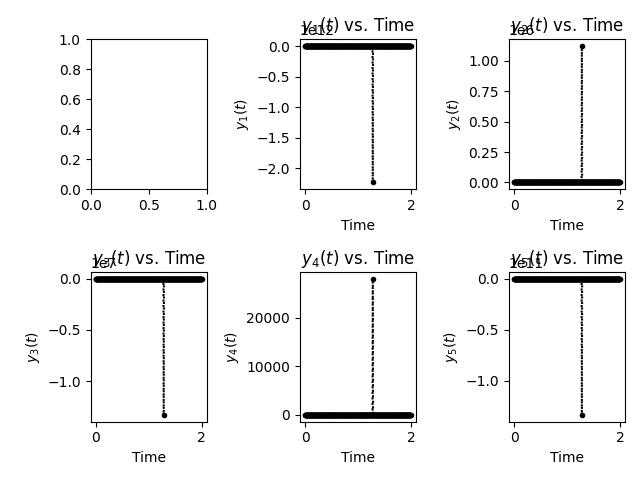 y₁(t) vs. Time
1e12
y₂(t) vs. Time
1e6
1.0
0.8
0.6
0.4
0.2
0.0
0.0 0.5 1.0
0.0
−0.5
−1.0
−1.5
−2.0
y₁(t)
0 2
Time
1.00
0.75
0.50
0.25
0.00
y₂(t)
0 2
Time
y₃(t) vs. Time
1e7
y₄(t) vs. Time
y₅(t) vs. Time
1e11
0.0
−0.5
−1.0
y₃(t)
0 2
Time
20000
10000
0
y₄(t)
0 2
Time
0.0
−0.5
−1.0
y₅(t)
0 2
Time